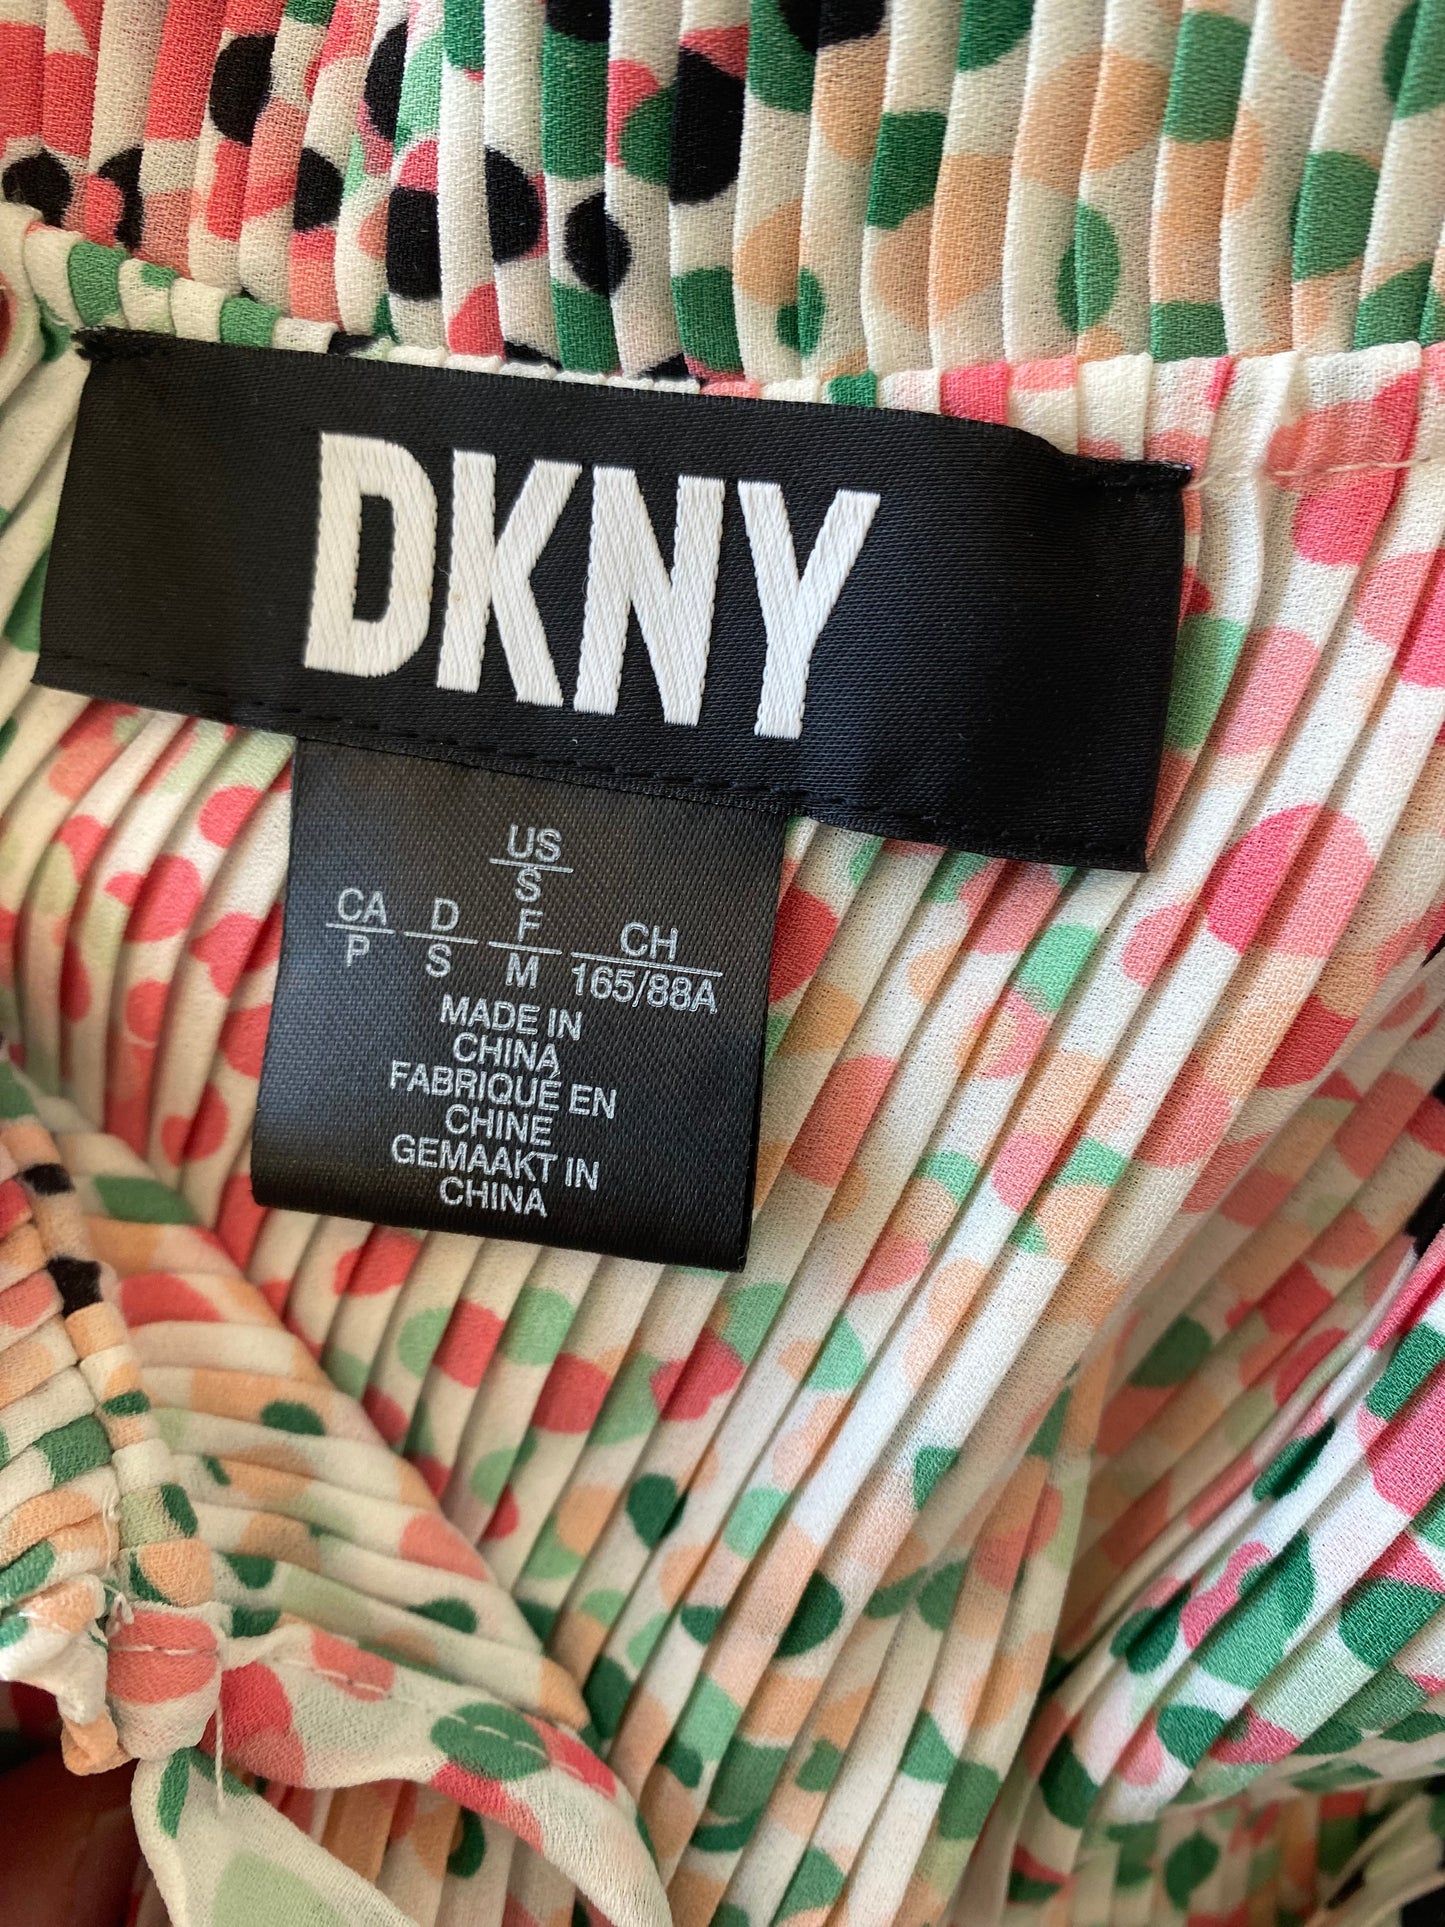 DKNY
US
S
CA D F CH
P S M 165/88A
MADE IN
CHINA
FABRIQUÉ EN
CHINE
GEMAAKT IN
CHINA